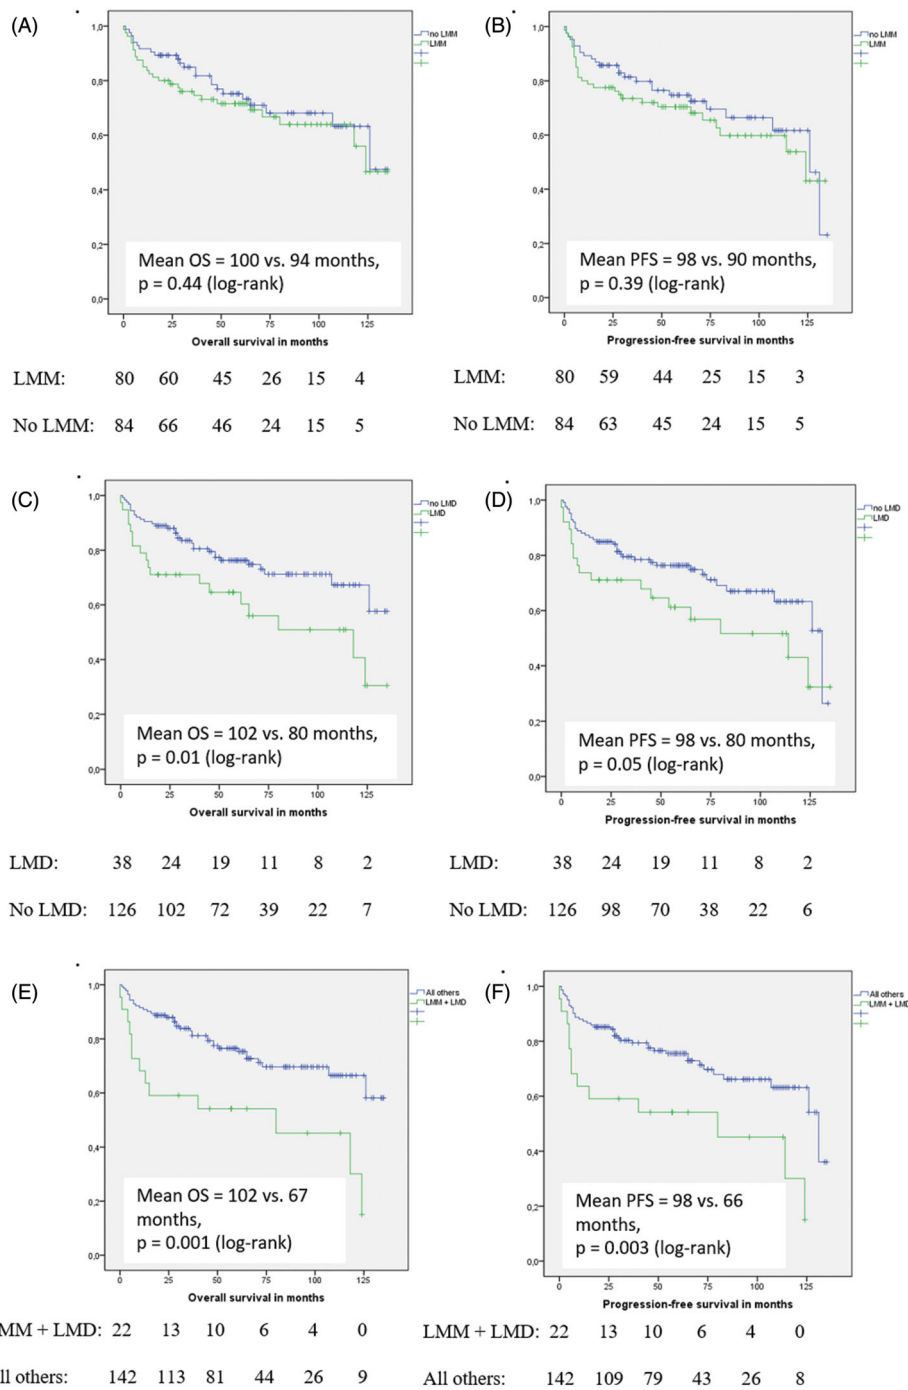 (A)
no LMM
LMM
1,0
0,8
0,6
0,4
0,2
0,0
Mean OS = 100 vs. 94 months,
p = 0.44 (log-rank)
0 25 50 75 100 125
Overall survival in months
LMM: 80 60 45 26 15 4
No LMM: 84 66 46 24 15 5
(B)
no LMM
LMM
1,0
0,8
0,6
0,4
0,2
0,0
Mean PFS = 98 vs. 90 months,
p = 0.39 (log-rank)
0 25 50 75 100 125
Progression-free survival in months
LMM: 80 59 44 25 15 3
No LMM: 84 63 45 24 15 5
(C)
no LMD
LMD
1,0
0,8
0,6
0,4
0,2
0,0
Mean OS = 102 vs. 80 months,
p = 0.01 (log-rank)
0 25 50 75 100 125
Overall survival in months
LMD: 38 24 19 11 8 2
No LMD: 126 102 72 39 22 7
(D)
no LMD
LMD
1,0
0,8
0,6
0,4
0,2
0,0
Mean PFS = 98 vs. 80 months,
p = 0.05 (log-rank)
0 25 50 75 100 125
Progression-free survival in months
LMD: 38 24 19 11 8 2
No LMD: 126 98 70 38 22 6
(E)
All others
LMM + LMD
1,0
0,8
0,6
0,4
0,2
0,0
Mean OS = 102 vs. 67
months,
p = 0.001 (log-rank)
0 25 50 75 100 125
Overall survival in months
MM + LMD: 22 13 10 6 4 0
ll others: 142 113 81 44 26 9
(F)
All others
LMM + LMD
1,0
0,8
0,6
0,4
0,2
0,0
Mean PFS = 98 vs. 66
months,
p = 0.003 (log-rank)
0 25 50 75 100 125
Progression-free survival in months
LMM + LMD: 22 13 10 6 4 0
All others: 142 109 79 43 26 8